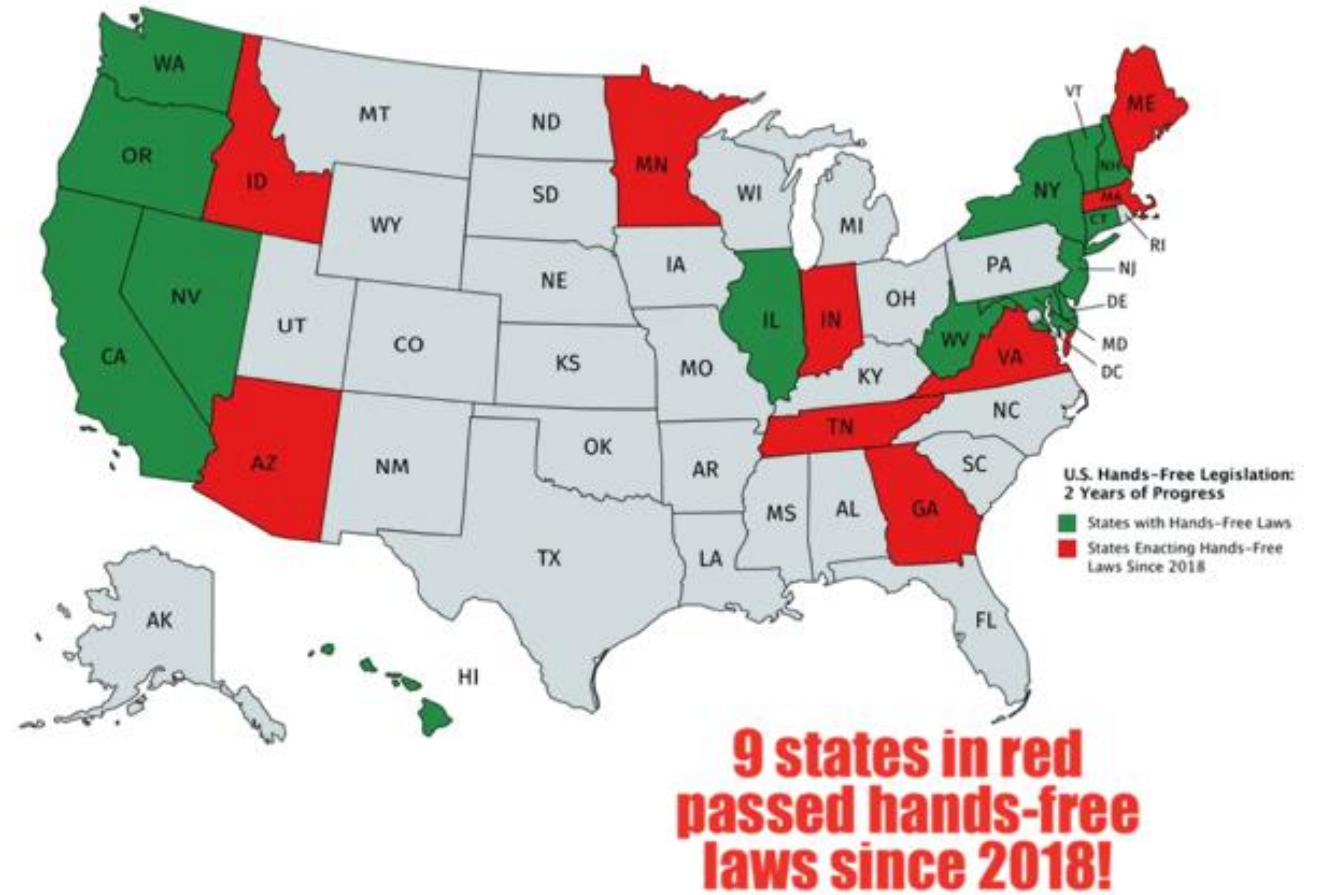 WA
MT
ND
MN
VT
ME
OR
ID
SD
WI
NH
NY
MA
WY
MI
CT
RI
IA
PA
NJ
NE
NV
OH
DE
UT
IL
IN
CO
WV
MD
CA
VA
KS
MO
KY
DC
NC
TN
AZ
NM
OK
AR
SC
MS
AL
GA
TX
LA
AK
FL
HI
U.S. Hands-Free Legislation:
2 Years of Progress
States with Hands-Free Laws
States Enacting Hands-Free
Laws Since 2018
9 states in red
passed hands-free
laws since 2018!